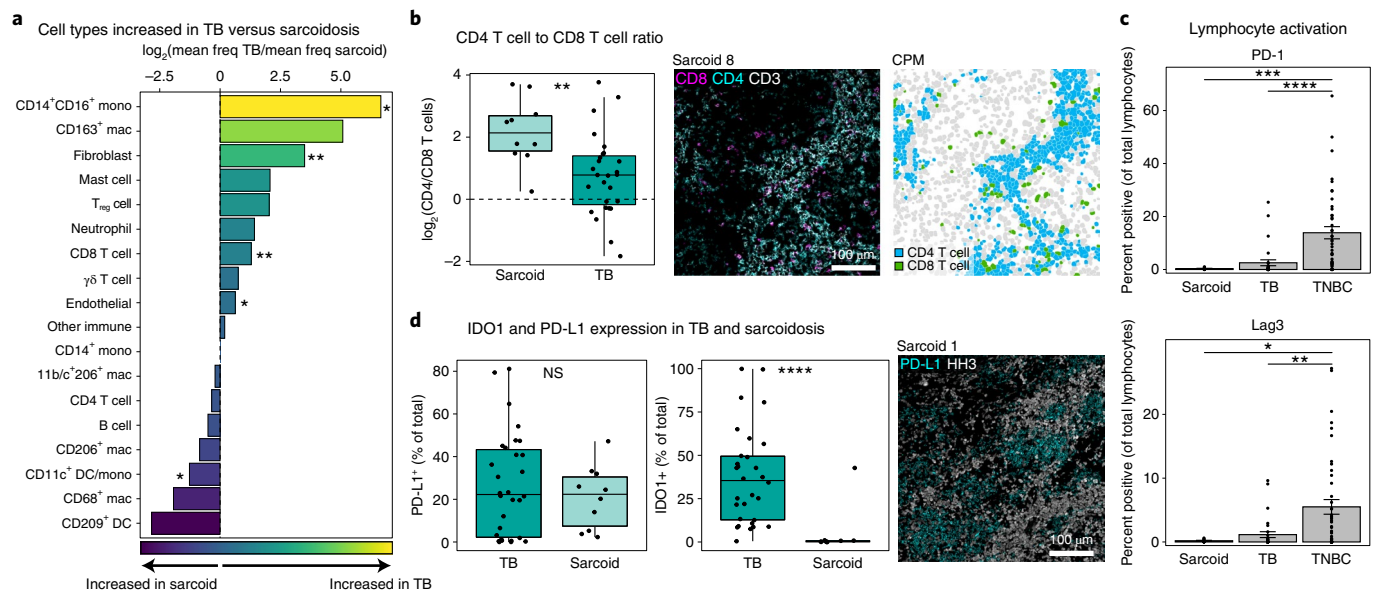 a
Cell types increased in TB versus sarcoidosis
log₂(mean freq TB/mean freq sarcoid)
−2.5 0 2.5 5.0
CD14⁺CD16⁺ mono *
CD163⁺ mac
Fibroblast **
Mast cell
T_reg cell
Neutrophil
CD8 T cell **
γδ T cell
Endothelial *
Other immune
CD14⁺ mono
11b/c⁺206⁺ mac
CD4 T cell
B cell
CD206⁺ mac
CD11c⁺ DC/mono *
CD68⁺ mac
CD209⁺ DC
Increased in sarcoid
Increased in TB
b
CD4 T cell to CD8 T cell ratio
log₂(CD4/CD8 T cells)
4
2
0
−2
**
Sarcoid TB
Sarcoid 8
CD8 CD4 CD3
100 μm
CPM
CD4 T cell
CD8 T cell
c
Lymphocyte activation
PD-1
Percent positive (of total lymphocytes)
60
40
20
0
***
****
Sarcoid TB TNBC
Lag3
Percent positive (of total lymphocytes)
20
10
0
*
**
Sarcoid TB TNBC
d
IDO1 and PD-L1 expression in TB and sarcoidosis
PD-L1⁺ (% of total)
80
60
40
20
0
NS
TB Sarcoid
IDO1+ (% of total)
100
75
50
25
0
****
TB Sarcoid
Sarcoid 1
PD-L1 HH3
100 μm